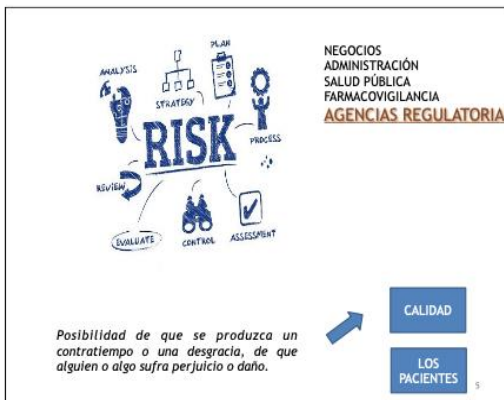 PLAN
ANALYSIS
STRATEGY
RISK
PROCESS
REVIEW
EVALUATE
CONTROL
ASSESSMENT
NEGOCIOS
ADMINISTRACIÓN
SALUD PÚBLICA
FARMACOVIGILANCIA
AGENCIAS REGULATORIA
Posibilidad de que se produzca un
contratiempo o una desgracia, de que
alguien o algo sufra perjuicio o daño.
CALIDAD
LOS
PACIENTES
5